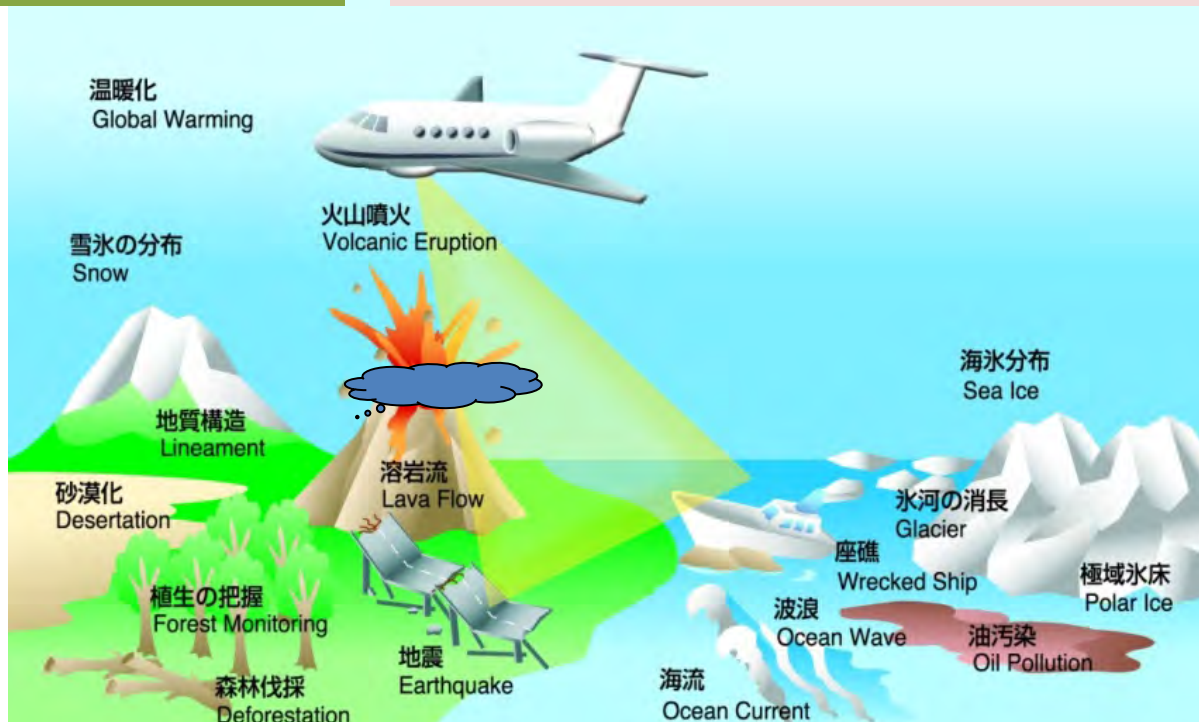 温暖化
Global Warming
火山噴火
Volcanic Eruption
雪氷の分布
Snow
海氷分布
Sea Ice
地質構造
Lineament
溶岩流
Lava Flow
砂漠化
Desertation
氷河の消長
Glacier
座礁
Wrecked Ship
極域氷床
Polar Ice
植生の把握
Forest Monitoring
波浪
Ocean Wave
油汚染
Oil Pollution
地震
Earthquake
海流
Ocean Current
森林伐採
Deforestation